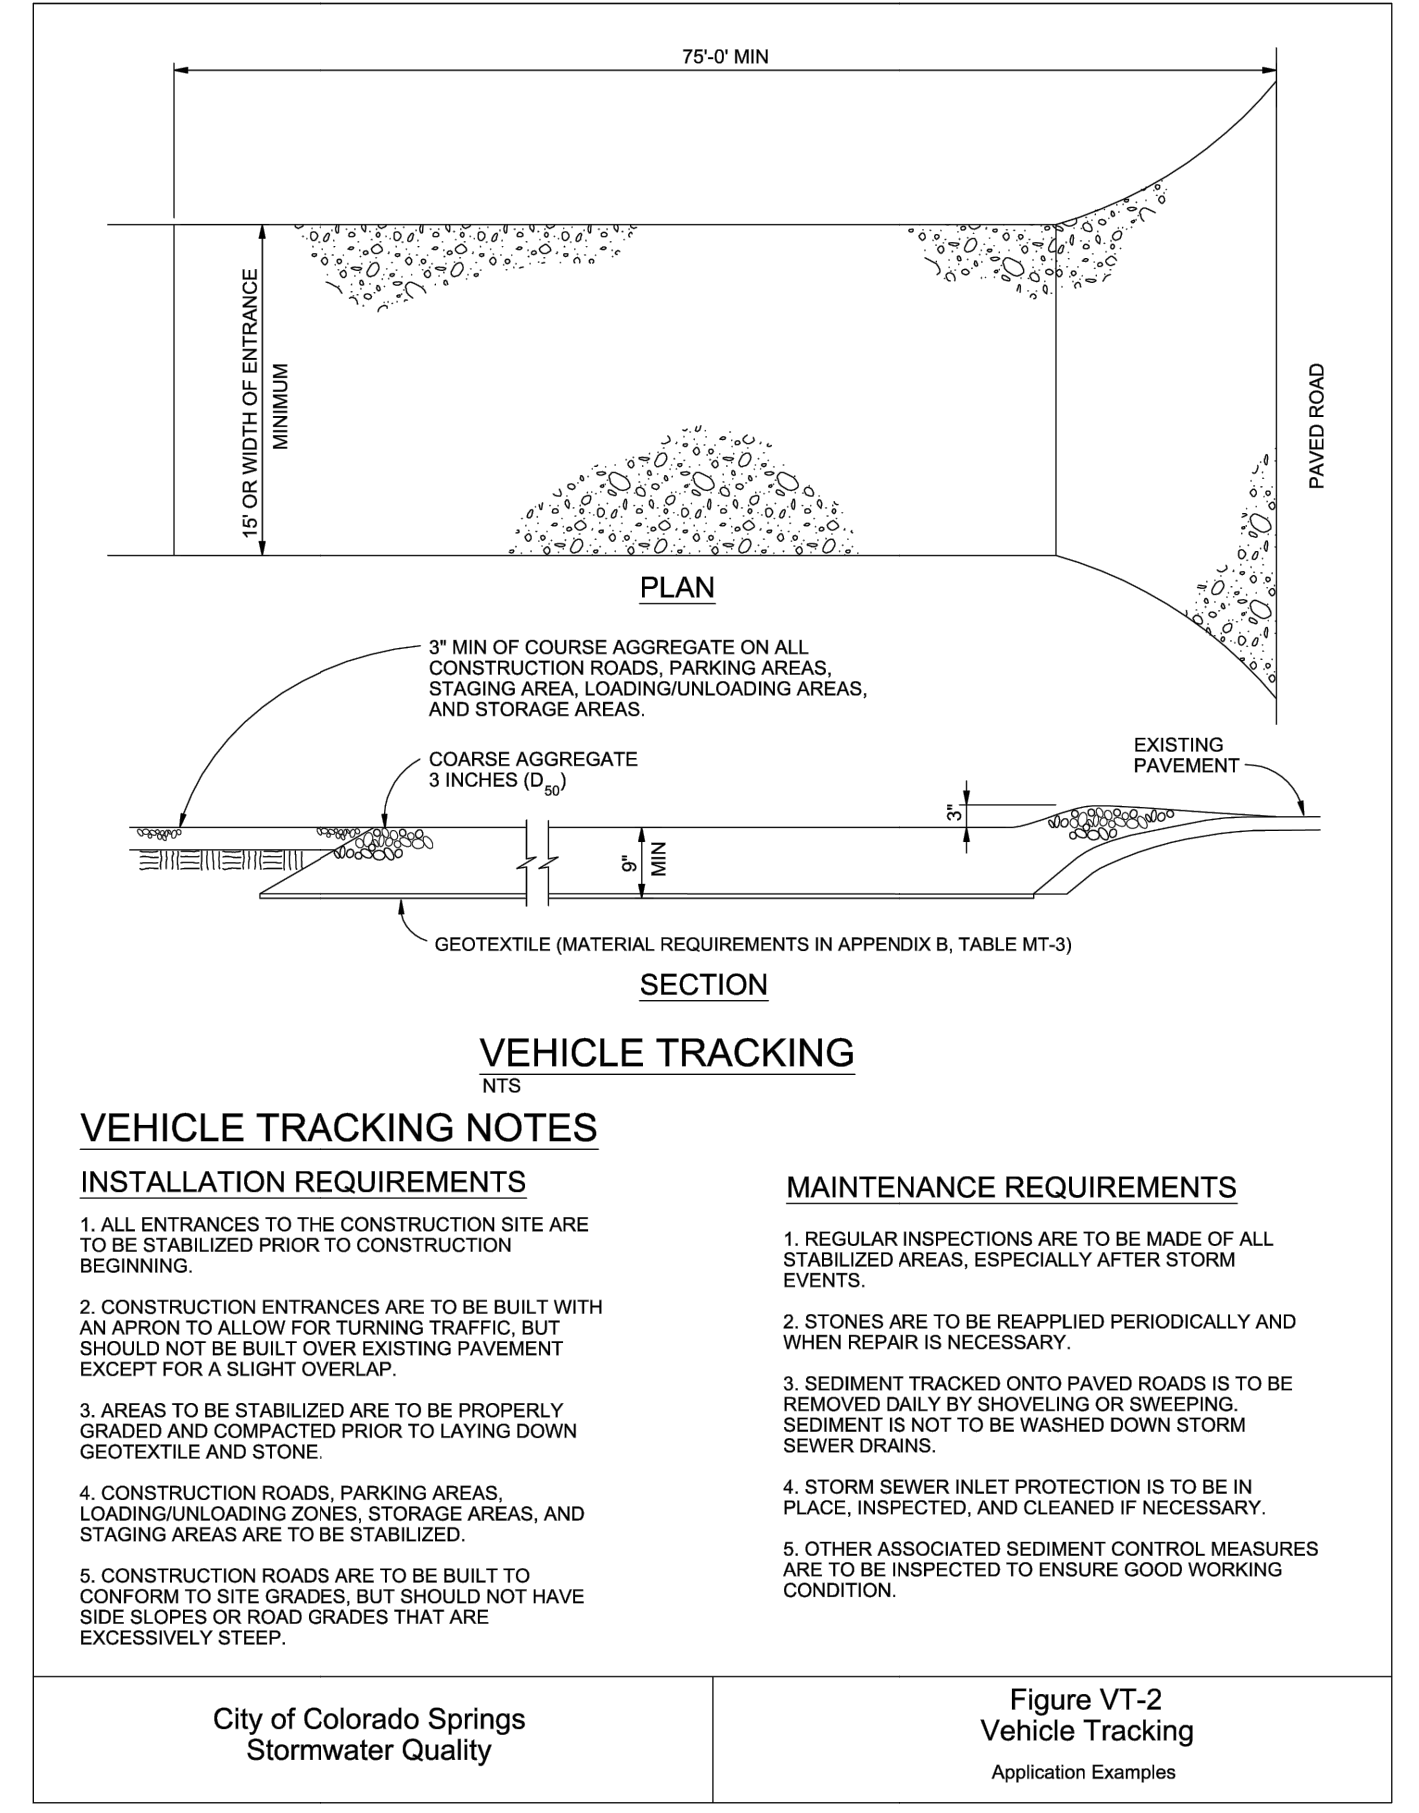 75'-0' MIN
15' OR WIDTH OF ENTRANCE
MINIMUM
PAVED ROAD
PLAN
3" MIN OF COURSE AGGREGATE ON ALL
CONSTRUCTION ROADS, PARKING AREAS,
STAGING AREA, LOADING/UNLOADING AREAS,
AND STORAGE AREAS.
COARSE AGGREGATE
3 INCHES (D50)
EXISTING
PAVEMENT
3"
9"
MIN
GEOTEXTILE (MATERIAL REQUIREMENTS IN APPENDIX B, TABLE MT-3)
SECTION
VEHICLE TRACKING
NTS
VEHICLE TRACKING NOTES
INSTALLATION REQUIREMENTS
1. ALL ENTRANCES TO THE CONSTRUCTION SITE ARE
TO BE STABILIZED PRIOR TO CONSTRUCTION
BEGINNING.
2. CONSTRUCTION ENTRANCES ARE TO BE BUILT WITH
AN APRON TO ALLOW FOR TURNING TRAFFIC, BUT
SHOULD NOT BE BUILT OVER EXISTING PAVEMENT
EXCEPT FOR A SLIGHT OVERLAP.
3. AREAS TO BE STABILIZED ARE TO BE PROPERLY
GRADED AND COMPACTED PRIOR TO LAYING DOWN
GEOTEXTILE AND STONE.
4. CONSTRUCTION ROADS, PARKING AREAS,
LOADING/UNLOADING ZONES, STORAGE AREAS, AND
STAGING AREAS ARE TO BE STABILIZED.
5. CONSTRUCTION ROADS ARE TO BE BUILT TO
CONFORM TO SITE GRADES, BUT SHOULD NOT HAVE
SIDE SLOPES OR ROAD GRADES THAT ARE
EXCESSIVELY STEEP.
MAINTENANCE REQUIREMENTS
1. REGULAR INSPECTIONS ARE TO BE MADE OF ALL
STABILIZED AREAS, ESPECIALLY AFTER STORM
EVENTS.
2. STONES ARE TO BE REAPPLIED PERIODICALLY AND
WHEN REPAIR IS NECESSARY.
3. SEDIMENT TRACKED ONTO PAVED ROADS IS TO BE
REMOVED DAILY BY SHOVELING OR SWEEPING.
SEDIMENT IS NOT TO BE WASHED DOWN STORM
SEWER DRAINS.
4. STORM SEWER INLET PROTECTION IS TO BE IN
PLACE, INSPECTED, AND CLEANED IF NECESSARY.
5. OTHER ASSOCIATED SEDIMENT CONTROL MEASURES
ARE TO BE INSPECTED TO ENSURE GOOD WORKING
CONDITION.
City of Colorado Springs
Stormwater Quality
Figure VT-2
Vehicle Tracking
Application Examples